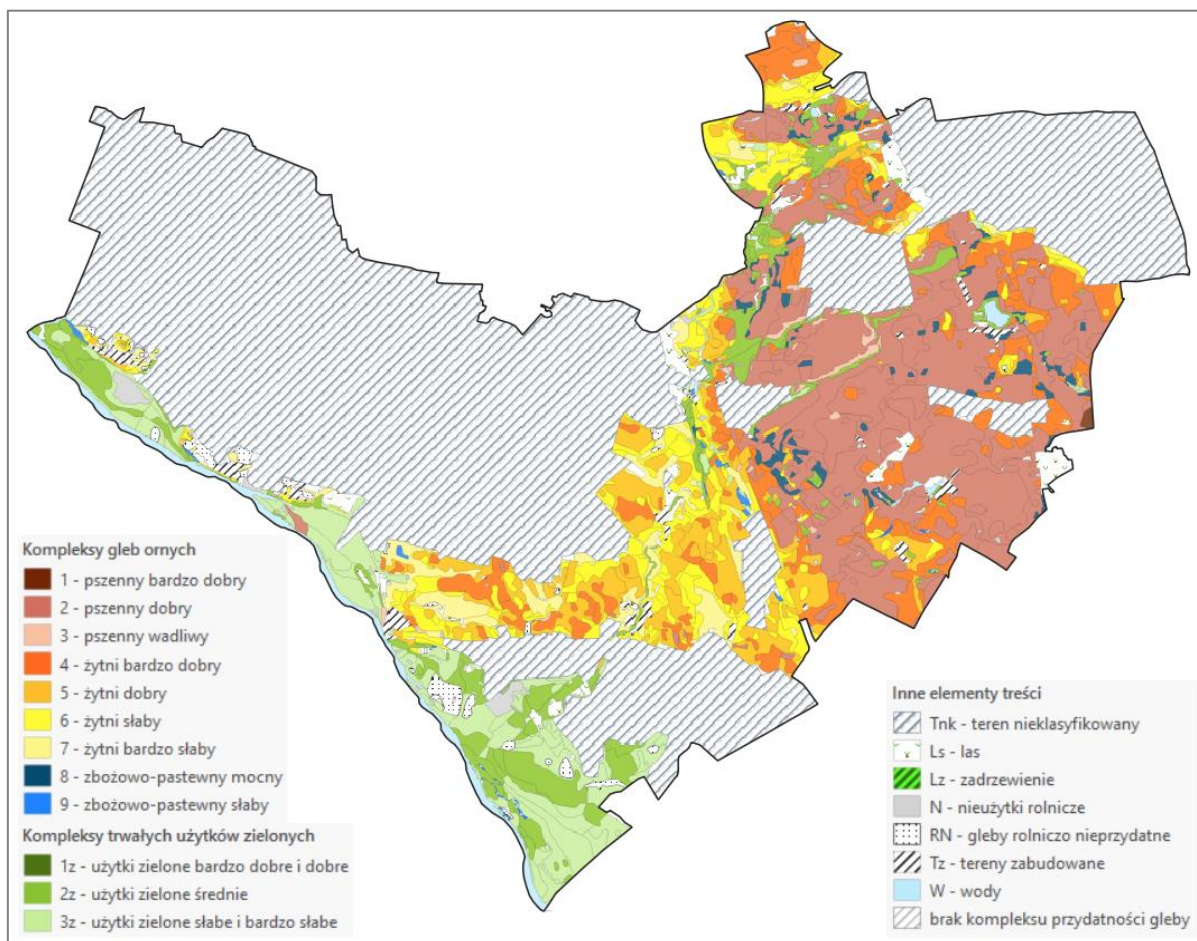 Kompleksy gleb ornych
1 - pszenny bardzo dobry
2 - pszenny dobry
3 - pszenny wadliwy
4 - żytni bardzo dobry
5 - żytni dobry
6 - żytni słaby
7 - żytni bardzo słaby
8 - zbożowo-pastewny mocny
9 - zbożowo-pastewny słaby
Kompleksy trwałych użytków zielonych
1z - użytki zielone bardzo dobre i dobre
2z - użytki zielone średnie
3z - użytki zielone słabe i bardzo słabe
Inne elementy treści
Tnk - teren nieklasyfikowany
Ls - las
Lz - zadrzewienie
N - nieużytki rolnicze
RN - gleby rolniczo nieprzydatne
Tz - tereny zabudowane
W - wody
brak kompleksu przydatności gleby